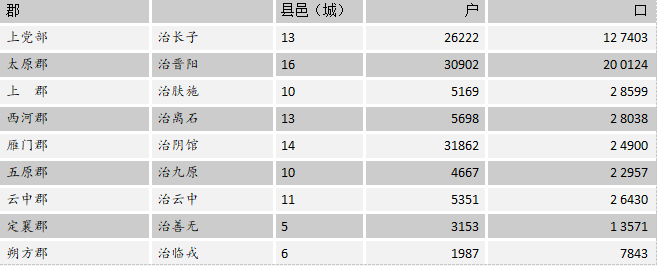 郡 县邑（城） 户 口
上党郡 治长子 13 26222 12 7403
太原郡 治晋阳 16 30902 20 0124
上 郡 治肤施 10 5169 2 8599
西河郡 治离石 13 5698 2 8038
雁门郡 治阴馆 14 31862 2 4900
五原郡 治九原 10 4667 2 2957
云中郡 治云中 11 5351 2 6430
定襄郡 治善无 5 3153 1 3571
朔方郡 治临戎 6 1987 7843